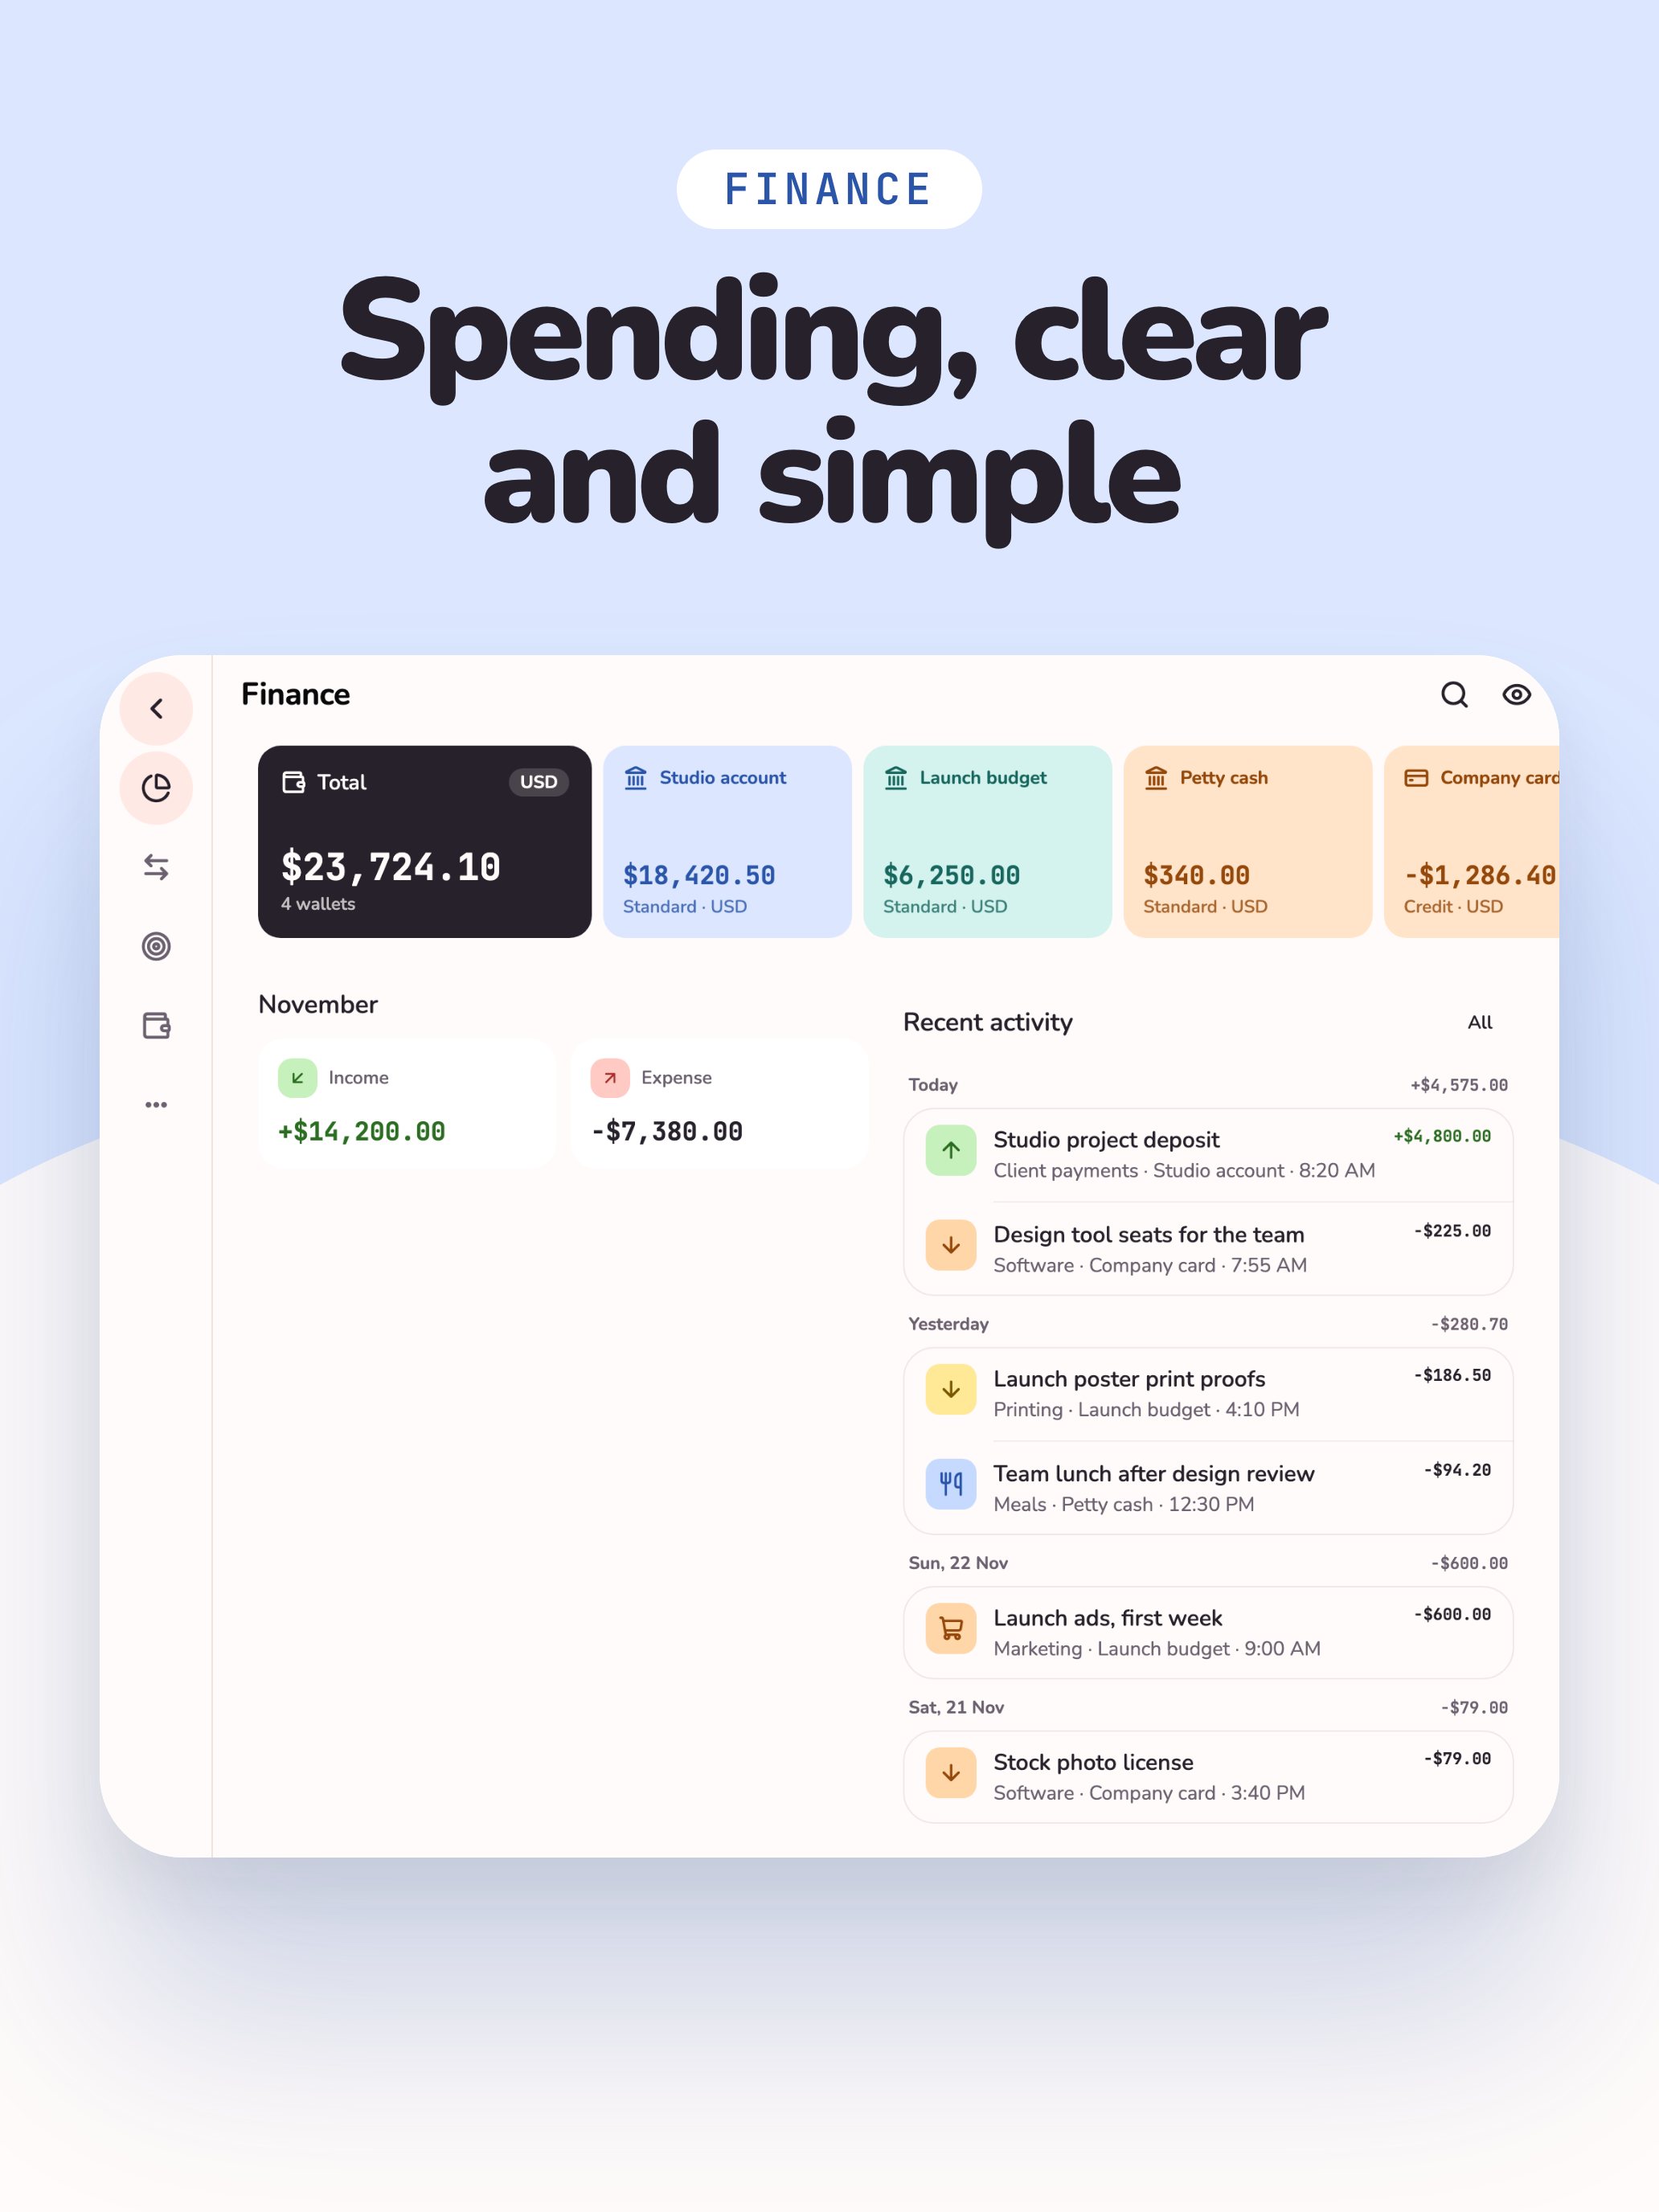 FINANCE
Spending, clear
and simple
Finance
Total
USD
$23,724.10
4 wallets
Studio account
$18,420.50
Standard · USD
Launch budget
$6,250.00
Standard · USD
Petty cash
$340.00
Standard · USD
Company card
-$1,286.40
Credit · USD
November
Income
+$14,200.00
Expense
-$7,380.00
Recent activity
All
Today
+$4,575.00
Studio project deposit
+$4,800.00
Client payments · Studio account · 8:20 AM
Design tool seats for the team
-$225.00
Software · Company card · 7:55 AM
Yesterday
-$280.70
Launch poster print proofs
-$186.50
Printing · Launch budget · 4:10 PM
Team lunch after design review
-$94.20
Meals · Petty cash · 12:30 PM
Sun, 22 Nov
-$600.00
Launch ads, first week
-$600.00
Marketing · Launch budget · 9:00 AM
Sat, 21 Nov
-$79.00
Stock photo license
-$79.00
Software · Company card · 3:40 PM